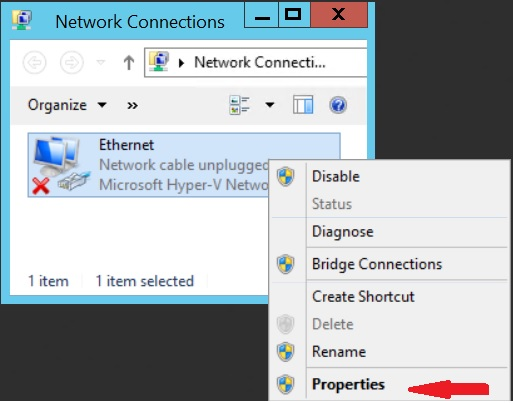 Network Connections
Network Connecti...
Organize
Ethernet
Network cable unplugged
Microsoft Hyper-V Netwo
1 item
1 item selected
Disable
Status
Diagnose
Bridge Connections
Create Shortcut
Delete
Rename
Properties